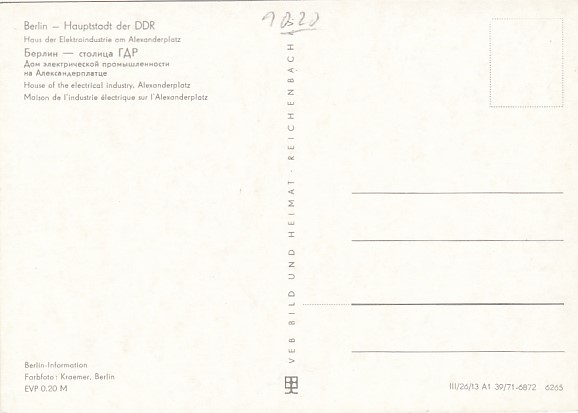 Berlin – Hauptstadt der DDR
Haus der Elektroindustrie am Alexanderplatz
Берлин — столица ГДР
Дом электрической промышленности
на Александерплатце
House of the electrical industry, Alexanderplatz
Maison de l'industrie électrique sur l'Alexanderplatz
VEB BILD UND HEIMAT · REICHENBACH
Berlin-Information
Farbfoto: Kraemer, Berlin
EVP 0.20 M
III/26/13 A1 39/71-6872 6265